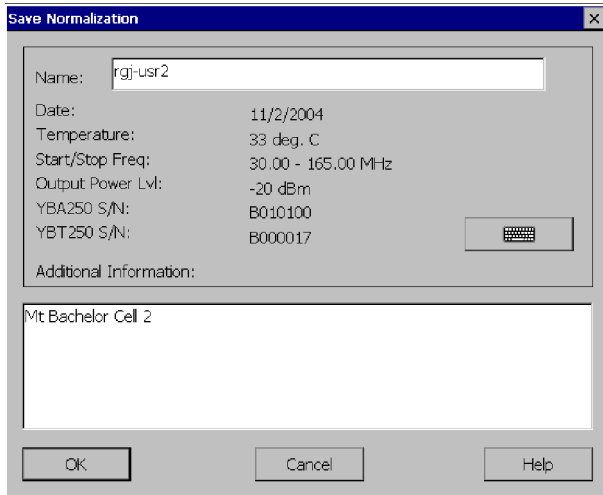 Save Normalization
Name: rgj-usr2
Date: 11/2/2004
Temperature: 33 deg. C
Start/Stop Freq: 30.00 - 165.00 MHz
Output Power Lvl: -20 dBm
YBA250 S/N: B010100
YBT250 S/N: B000017
Additional Information:
Mt Bachelor Cell 2
OK Cancel Help